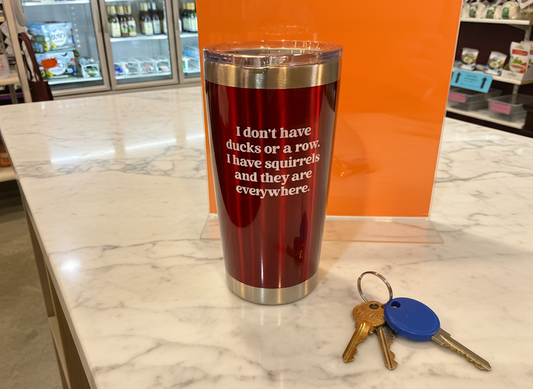 I don't have
ducks or a row.
I have squirrels
and they are
everywhere.